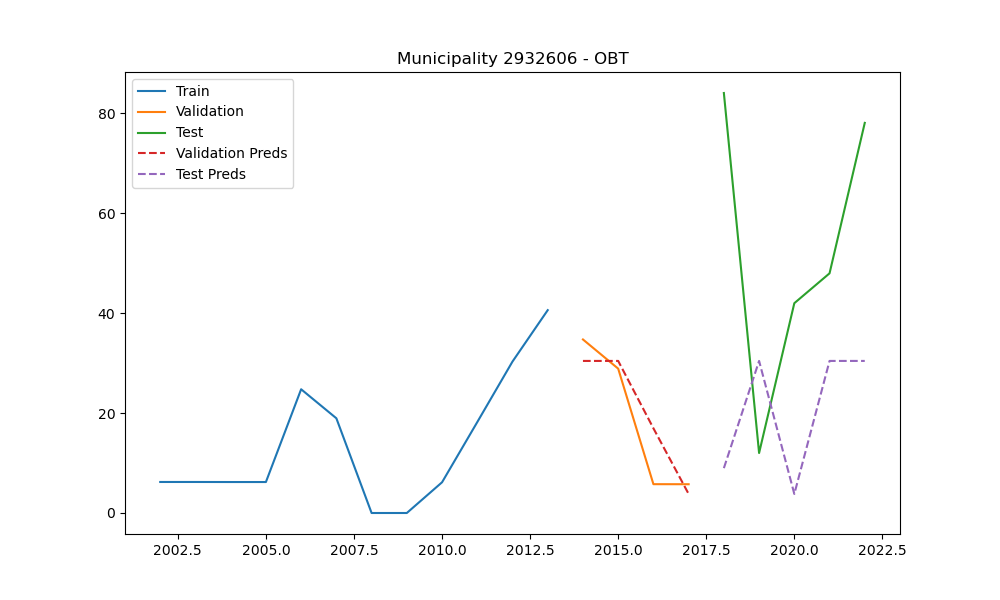 Municipality 2932606 - OBT
Train
Validation
Test
Validation Preds
Test Preds
80
60
40
20
0
2002.5 2005.0 2007.5 2010.0 2012.5 2015.0 2017.5 2020.0 2022.5